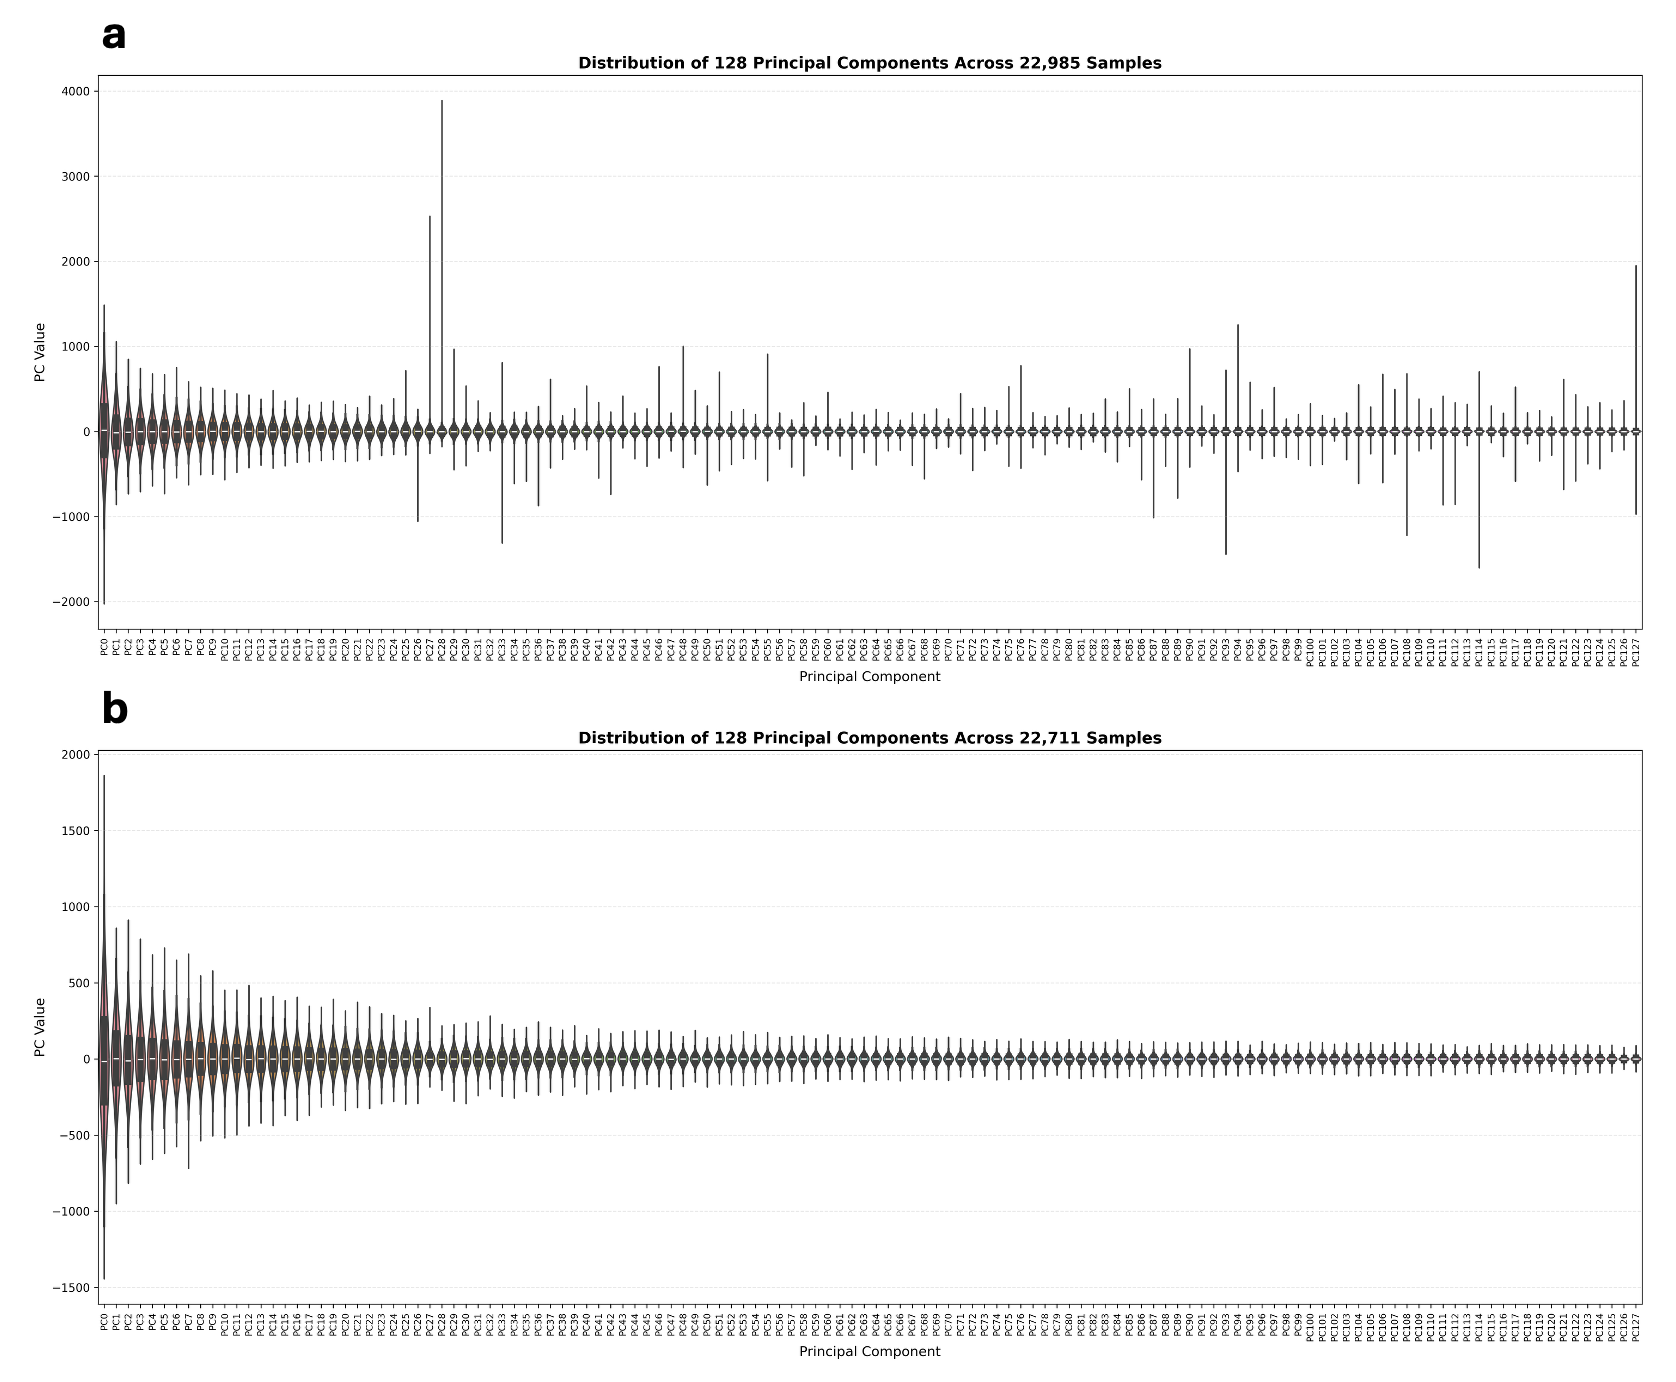 a
Distribution of 128 Principal Components Across 22,985 Samples
4000
3000
2000
1000
0
−1000
−2000
PC Value
PC0 PC1 PC2 PC3 PC4 PC5 PC6 PC7 PC8 PC9 PC10 PC11 PC12 PC13 PC14 PC15 PC16 PC17 PC18 PC19 PC20 PC21 PC22 PC23 PC24 PC25 PC26 PC27 PC28 PC29 PC30 PC31 PC32 PC33 PC34 PC35 PC36 PC37 PC38 PC39 PC40 PC41 PC42 PC43 PC44 PC45 PC46 PC47 PC48 PC49 PC50 PC51 PC52 PC53 PC54 PC55 PC56 PC57 PC58 PC59 PC60 PC61 PC62 PC63 PC64 PC65 PC66 PC67 PC68 PC69 PC70 PC71 PC72 PC73 PC74 PC75 PC76 PC77 PC78 PC79 PC80 PC81 PC82 PC83 PC84 PC85 PC86 PC87 PC88 PC89 PC90 PC91 PC92 PC93 PC94 PC95 PC96 PC97 PC98 PC99 PC100 PC101 PC102 PC103 PC104 PC105 PC106 PC107 PC108 PC109 PC110 PC111 PC112 PC113 PC114 PC115 PC116 PC117 PC118 PC119 PC120 PC121 PC122 PC123 PC124 PC125 PC126 PC127
Principal Component
b
Distribution of 128 Principal Components Across 22,711 Samples
2000
1500
1000
500
0
−500
−1000
−1500
PC Value
PC0 PC1 PC2 PC3 PC4 PC5 PC6 PC7 PC8 PC9 PC10 PC11 PC12 PC13 PC14 PC15 PC16 PC17 PC18 PC19 PC20 PC21 PC22 PC23 PC24 PC25 PC26 PC27 PC28 PC29 PC30 PC31 PC32 PC33 PC34 PC35 PC36 PC37 PC38 PC39 PC40 PC41 PC42 PC43 PC44 PC45 PC46 PC47 PC48 PC49 PC50 PC51 PC52 PC53 PC54 PC55 PC56 PC57 PC58 PC59 PC60 PC61 PC62 PC63 PC64 PC65 PC66 PC67 PC68 PC69 PC70 PC71 PC72 PC73 PC74 PC75 PC76 PC77 PC78 PC79 PC80 PC81 PC82 PC83 PC84 PC85 PC86 PC87 PC88 PC89 PC90 PC91 PC92 PC93 PC94 PC95 PC96 PC97 PC98 PC99 PC100 PC101 PC102 PC103 PC104 PC105 PC106 PC107 PC108 PC109 PC110 PC111 PC112 PC113 PC114 PC115 PC116 PC117 PC118 PC119 PC120 PC121 PC122 PC123 PC124 PC125 PC126 PC127
Principal Component